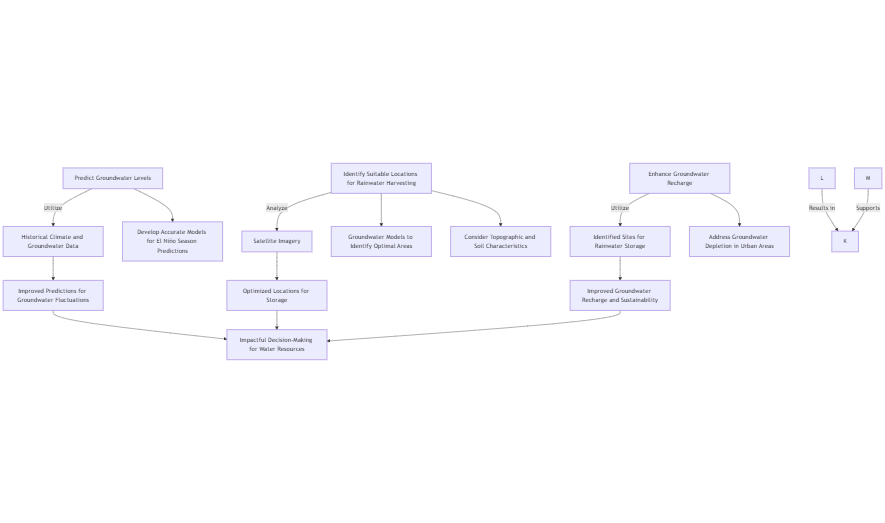 Predict Groundwater Levels
Identify Suitable Locations
for Rainwater Harvesting
Enhance Groundwater
Recharge
L
M
Utilize
Analyze
Utilize
Results in
Supports
Historical Climate and
Groundwater Data
Develop Accurate Models
for El Niño Season
Predictions
Satellite Imagery
Groundwater Models to
Identify Optimal Areas
Consider Topographic and
Soil Characteristics
Identified Sites for
Rainwater Storage
Address Groundwater
Depletion in Urban Areas
K
Improved Predictions for
Groundwater Fluctuations
Optimized Locations for
Storage
Improved Groundwater
Recharge and Sustainability
Impactful Decision-Making
for Water Resources